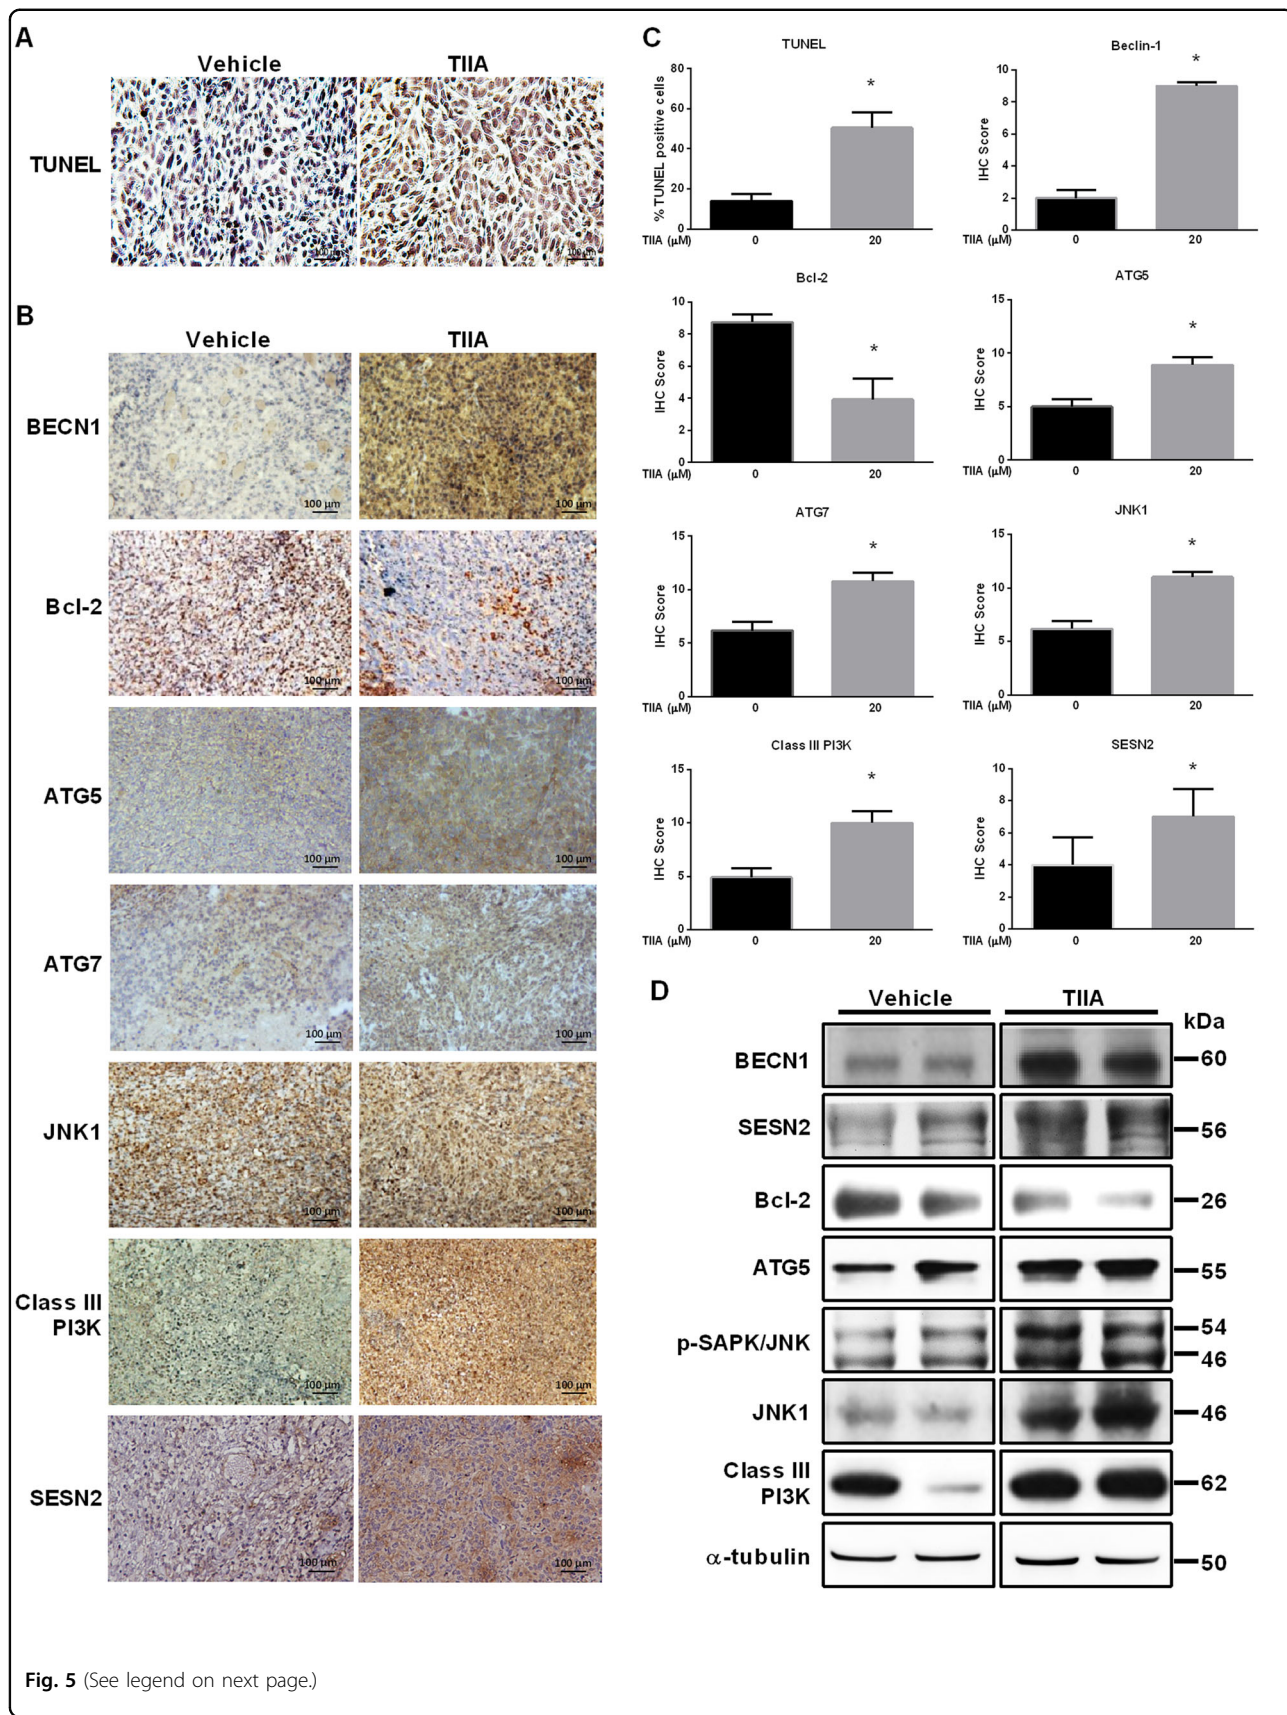 A
Vehicle TIIA
TUNEL
100 μm 100 μm
B
Vehicle TIIA
BECN1
100 μm 100 μm
Bcl-2
100 μm 100 μm
ATG5
100 μm 100 μm
ATG7
100 μm 100 μm
JNK1
100 μm 100 μm
Class III
PI3K
100 μm 100 μm
SESN2
100 μm 100 μm
C
TUNEL
% TUNEL positive cells
80
60
40
20
0
*
TIIA (μM) 0 20
Beclin-1
IHC Score
10
8
6
4
2
0
*
TIIA (μM) 0 20
Bcl-2
IHC Score
10
8
6
4
2
0
*
TIIA (μM) 0 20
ATG5
IHC Score
15
10
5
0
*
TIIA (μM) 0 20
ATG7
IHC Score
15
10
5
0
*
TIIA (μM) 0 20
JNK1
IHC Score
15
10
5
0
*
TIIA (μM) 0 20
Class III PI3K
IHC Score
15
10
5
0
*
TIIA (μM) 0 20
SESN2
IHC Score
10
8
6
4
2
0
*
TIIA (μM) 0 20
D
Vehicle TIIA
kDa
BECN1 60
SESN2 56
Bcl-2 26
ATG5 55
p-SAPK/JNK 54
46
JNK1 46
Class III
PI3K 62
α-tubulin 50
Fig. 5 (See legend on next page.)